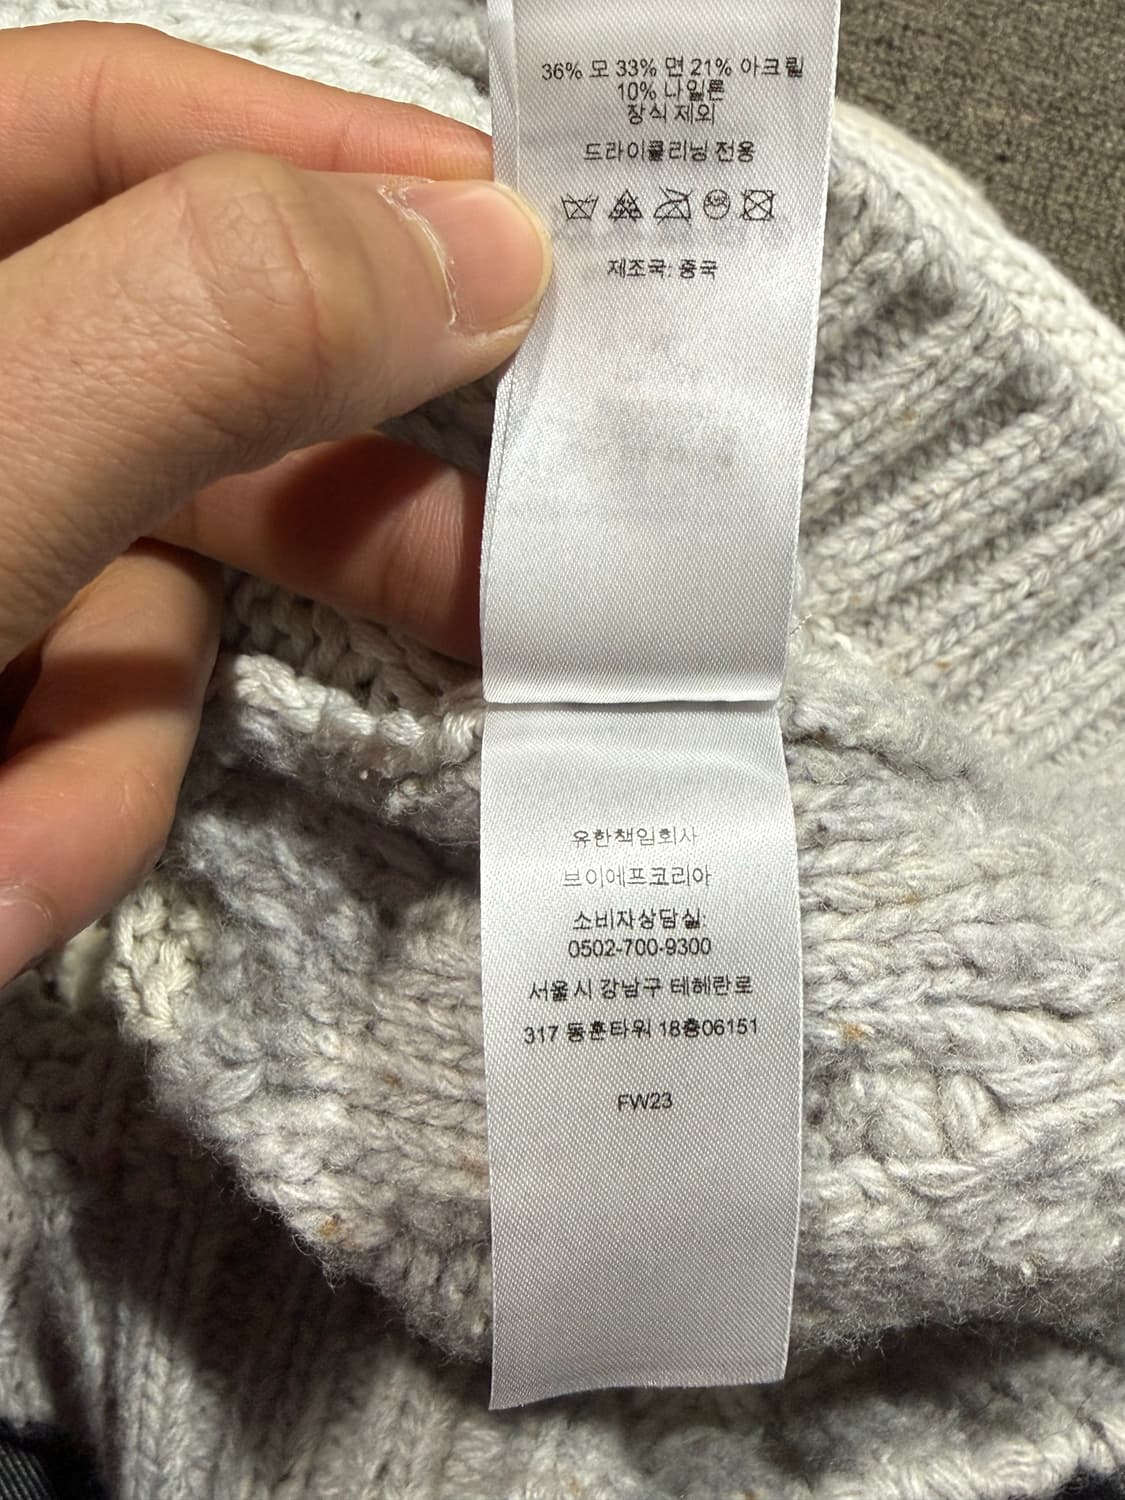 36% 모 33% 면 21% 아크릴
10% 나일론
장식 제외
드라이클리닝 전용
제조국: 중국
유한책임회사
브이에프코리아
소비자상담실:
0502-700-9300
서울시 강남구 테헤란로
317 동훈타워 18층06151
FW23